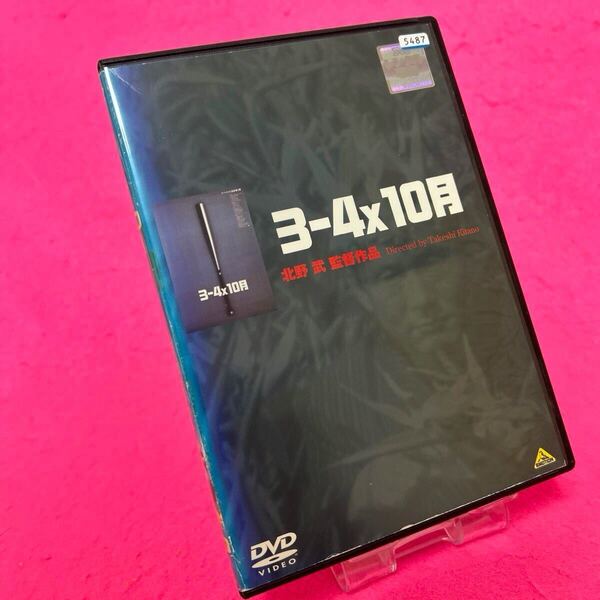 5487
3-4x10月
北野 武 監督作品 Directed by Takeshi Kitano
3-4x10月
DVD
VIDEO